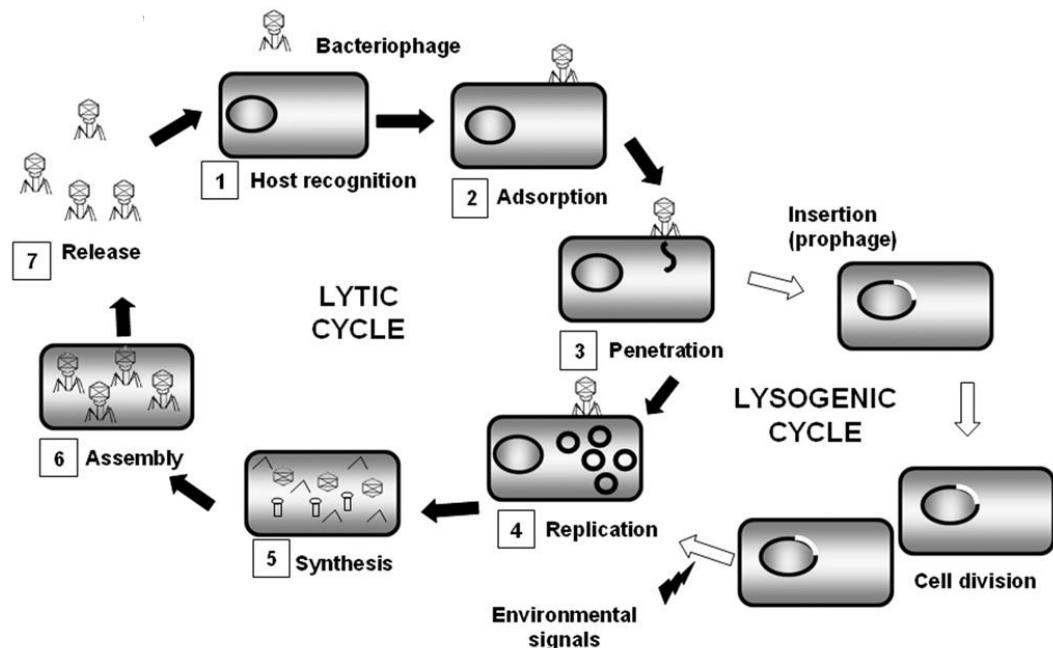 Bacteriophage
1 Host recognition
2 Adsorption
Insertion
(prophage)
7 Release
LYTIC
CYCLE
3 Penetration
LYSOGENIC
CYCLE
6 Assembly
4 Replication
5 Synthesis
Cell division
Environmental
signals